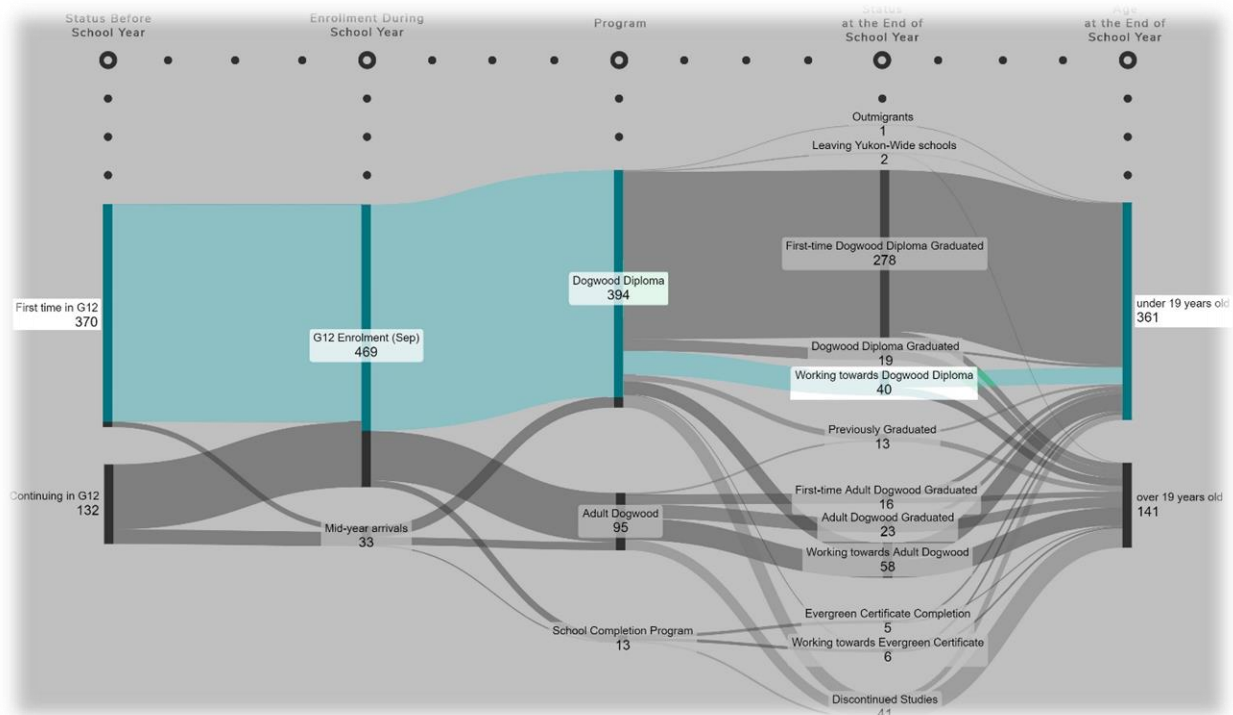 Status Before
School Year
Enrollment During
School Year
Program
Status
at the End of
School Year
Age
at the End of
School Year
Outmigrants
1
Leaving Yukon-Wide schools
2
First-time Dogwood Diploma Graduated
278
Dogwood Diploma
394
First time in G12
370
under 19 years old
361
G12 Enrolment (Sep)
469
Dogwood Diploma Graduated
19
Working towards Dogwood Diploma
40
Previously Graduated
13
Continuing in G12
132
First-time Adult Dogwood Graduated
16
over 19 years old
141
Adult Dogwood
95
Adult Dogwood Graduated
23
Mid-year arrivals
33
Working towards Adult Dogwood
58
Evergreen Certificate Completion
5
School Completion Program
13
Working towards Evergreen Certificate
6
Discontinued Studies
41